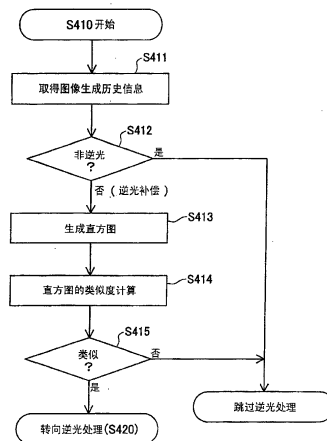 S410开始
S411
取得图像生成历史信息
S412
非逆光
?
是
否（逆光补偿）
S413
生成直方图
S414
直方图的类似度计算
S415
类似
?
否
是
转向逆光处理(S420)
跳过逆光处理